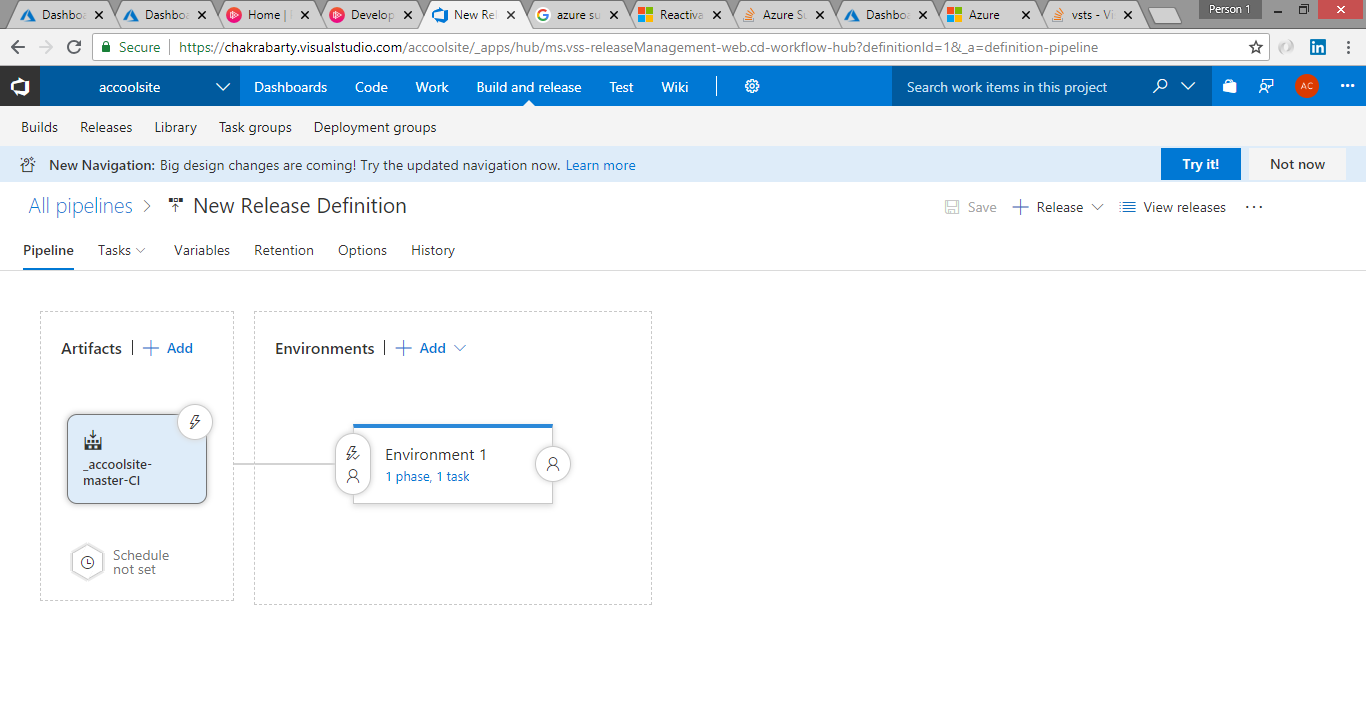 Person 1
Dashbo
Dashbo
Home |
Develop
New Rel
azure su
Reactiva
Azure Su
Dashbo
Azure
vsts - Vi
Secure
https://chakrabarty.visualstudio.com/accoolsite/_apps/hub/ms.vss-releaseManagement-web.cd-workflow-hub?definitionId=1&_a=definition-pipeline
accoolsite
Dashboards Code Work Build and release Test Wiki
Search work items in this project
AC
Builds Releases Library Task groups Deployment groups
New Navigation: Big design changes are coming! Try the updated navigation now. Learn more
Try it!
Not now
All pipelines > New Release Definition
Save + Release View releases ...
Pipeline Tasks Variables Retention Options History
Artifacts | + Add
Environments | + Add
_accoolsite-
master-CI
Environment 1
1 phase, 1 task
Schedule
not set